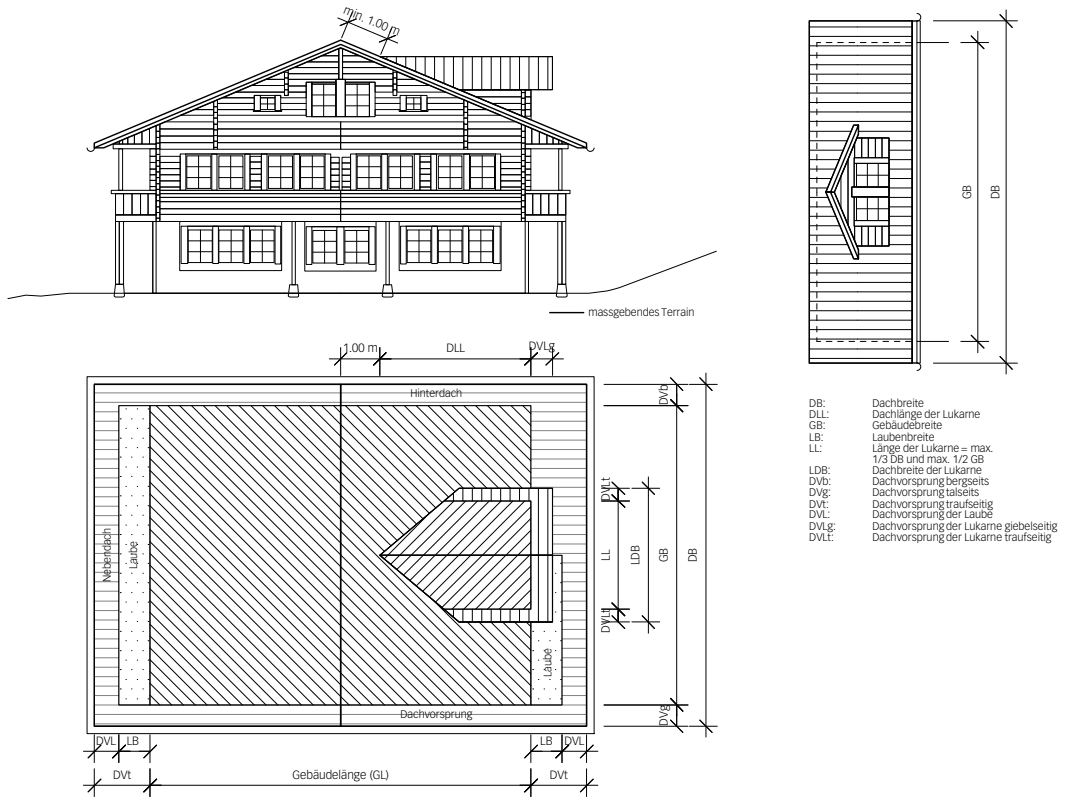 min. 1.00 m
GB
DB
massgebendes Terrain
1.00 m
DLL
DVLg
Hinterdach
DVb
DVLt
Nebendach
Laube
LL
LDB
GB
DB
DVLt
Laube
Dachvorsprung
DVg
DVL
LB
LB
DVL
DVt
Gebäudelänge (GL)
DVt
DB: Dachbreite
DLL: Dachlänge der Lukarne
GB: Gebäudebreite
LB: Laubenbreite
LL: Länge der Lukarne = max.
1/3 DB und max. 1/2 GB
LDB: Dachbreite der Lukarne
DVb: Dachvorsprung bergseits
DVg: Dachvorsprung talseits
DVt: Dachvorsprung traufseitig
DVL: Dachvorsprung der Laube
DVLg: Dachvorsprung der Lukarne giebelseitig
DVLt: Dachvorsprung der Lukarne traufseitig